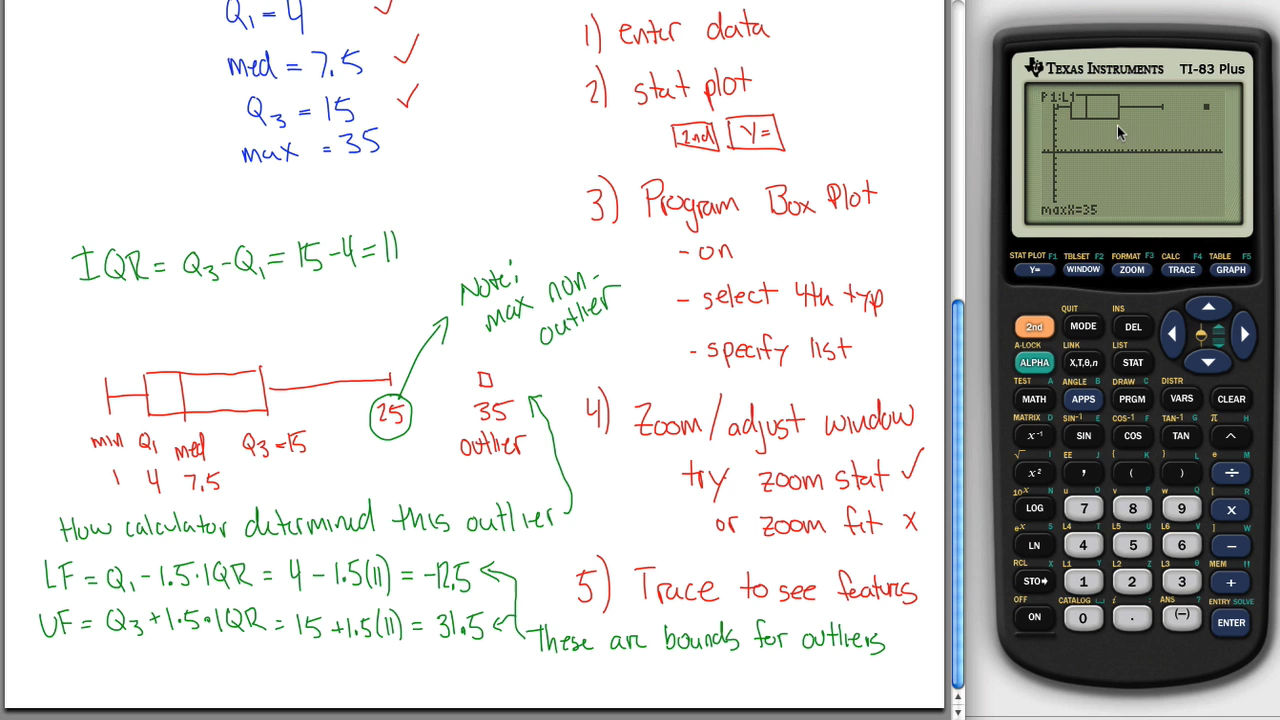 Q1 = 4
med = 7.5
Q3 = 15
max = 35
IQR = Q3-Q1 = 15-4 = 11
Note:
max non-
outlier
min Q1 med Q3=15
1 4 7.5
25
35
outlier
How calculator determined this outlier
LF = Q1 - 1.5·IQR = 4 - 1.5(11) = -12.5
UF = Q3 + 1.5·IQR = 15 + 1.5(11) = 31.5
These are bounds for outliers
1) enter data
2) stat plot
2nd Y=
3) Program Box Plot
- on
- select 4th typ
- specify list
4) Zoom/adjust window
try zoom stat ✓
or zoom fit x
5) Trace to see features
TEXAS INSTRUMENTS TI-83 Plus
P1:L1
maxX=35
STAT PLOT F1 TBLSET F2 FORMAT F3 CALC F4 TABLE F5
Y= WINDOW ZOOM TRACE GRAPH
QUIT INS
2nd MODE DEL
A-LOCK LINK LIST
ALPHA X,T,θ,n STAT
TEST A ANGLE B DRAW C DISTR
MATH APPS PRGM VARS CLEAR
MATRIX D SIN⁻¹ E COS⁻¹ F TAN⁻¹ G π H
x⁻¹ SIN COS TAN ^
√ I EE J { K } L e M
x² , ( ) ÷
10ˣ N u O v P w Q [ R
LOG 7 8 9 x
eˣ S L4 T L5 U L6 V ] W
LN 4 5 6 −
RCL X L1 Y L2 Z L3 θ MEM "
STO▸ 1 2 3 +
OFF CATALOG i : ANS ? ENTRY SOLVE
ON 0 . (−) ENTER